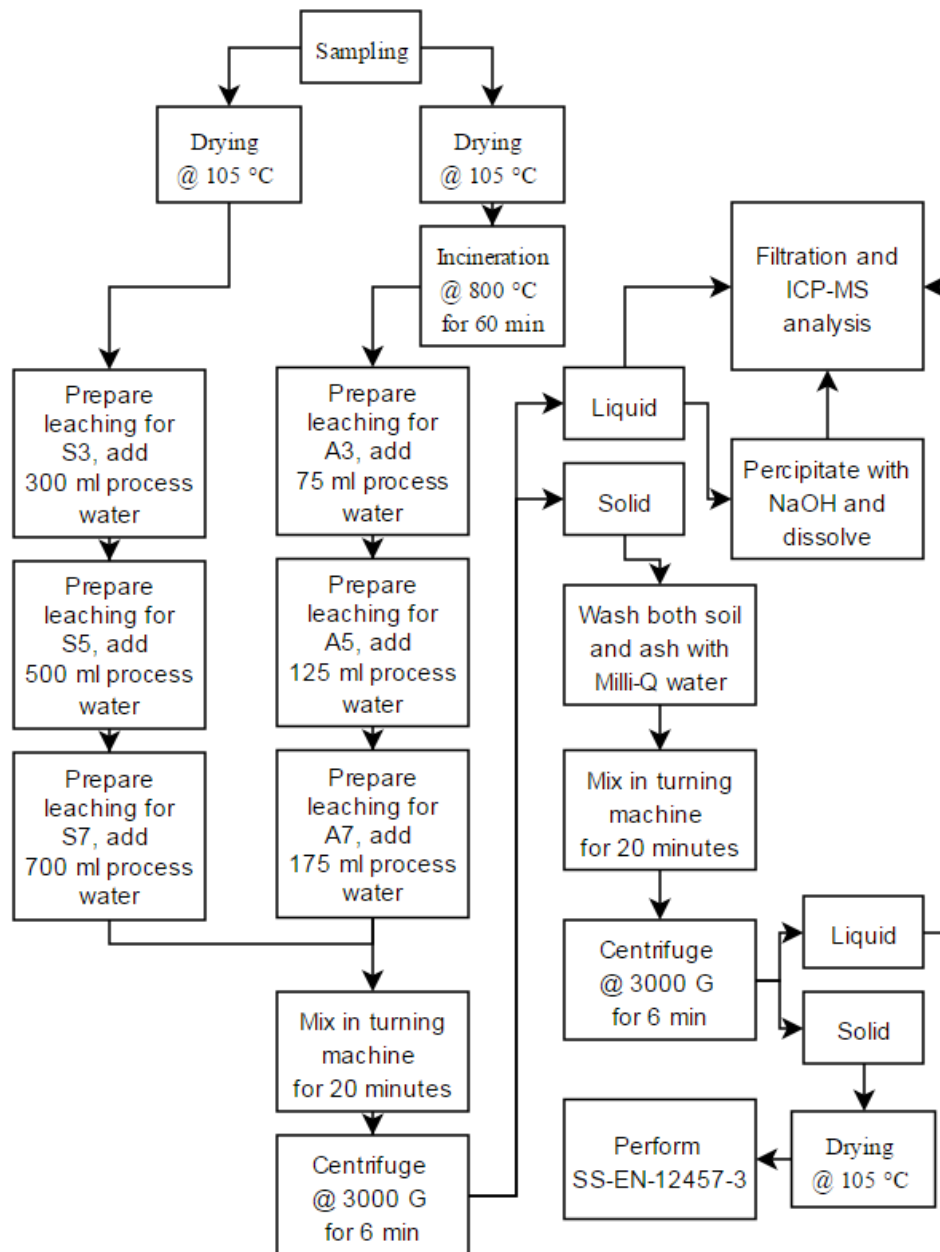 Sampling
Drying
@ 105 °C
Drying
@ 105 °C
Incineration
@ 800 °C
for 60 min
Prepare
leaching for
S3, add
300 ml process
water
Prepare
leaching for
S5, add
500 ml process
water
Prepare
leaching for
S7, add
700 ml process
water
Prepare
leaching for
A3, add
75 ml process
water
Prepare
leaching for
A5, add
125 ml process
water
Prepare
leaching for
A7, add
175 ml process
water
Mix in turning
machine
for 20 minutes
Centrifuge
@ 3000 G
for 6 min
Liquid
Filtration and
ICP-MS
analysis
Percipitate with
NaOH and
dissolve
Solid
Wash both soil
and ash with
Milli-Q water
Mix in turning
machine
for 20 minutes
Centrifuge
@ 3000 G
for 6 min
Liquid
Solid
Drying
@ 105 °C
Perform
SS-EN-12457-3